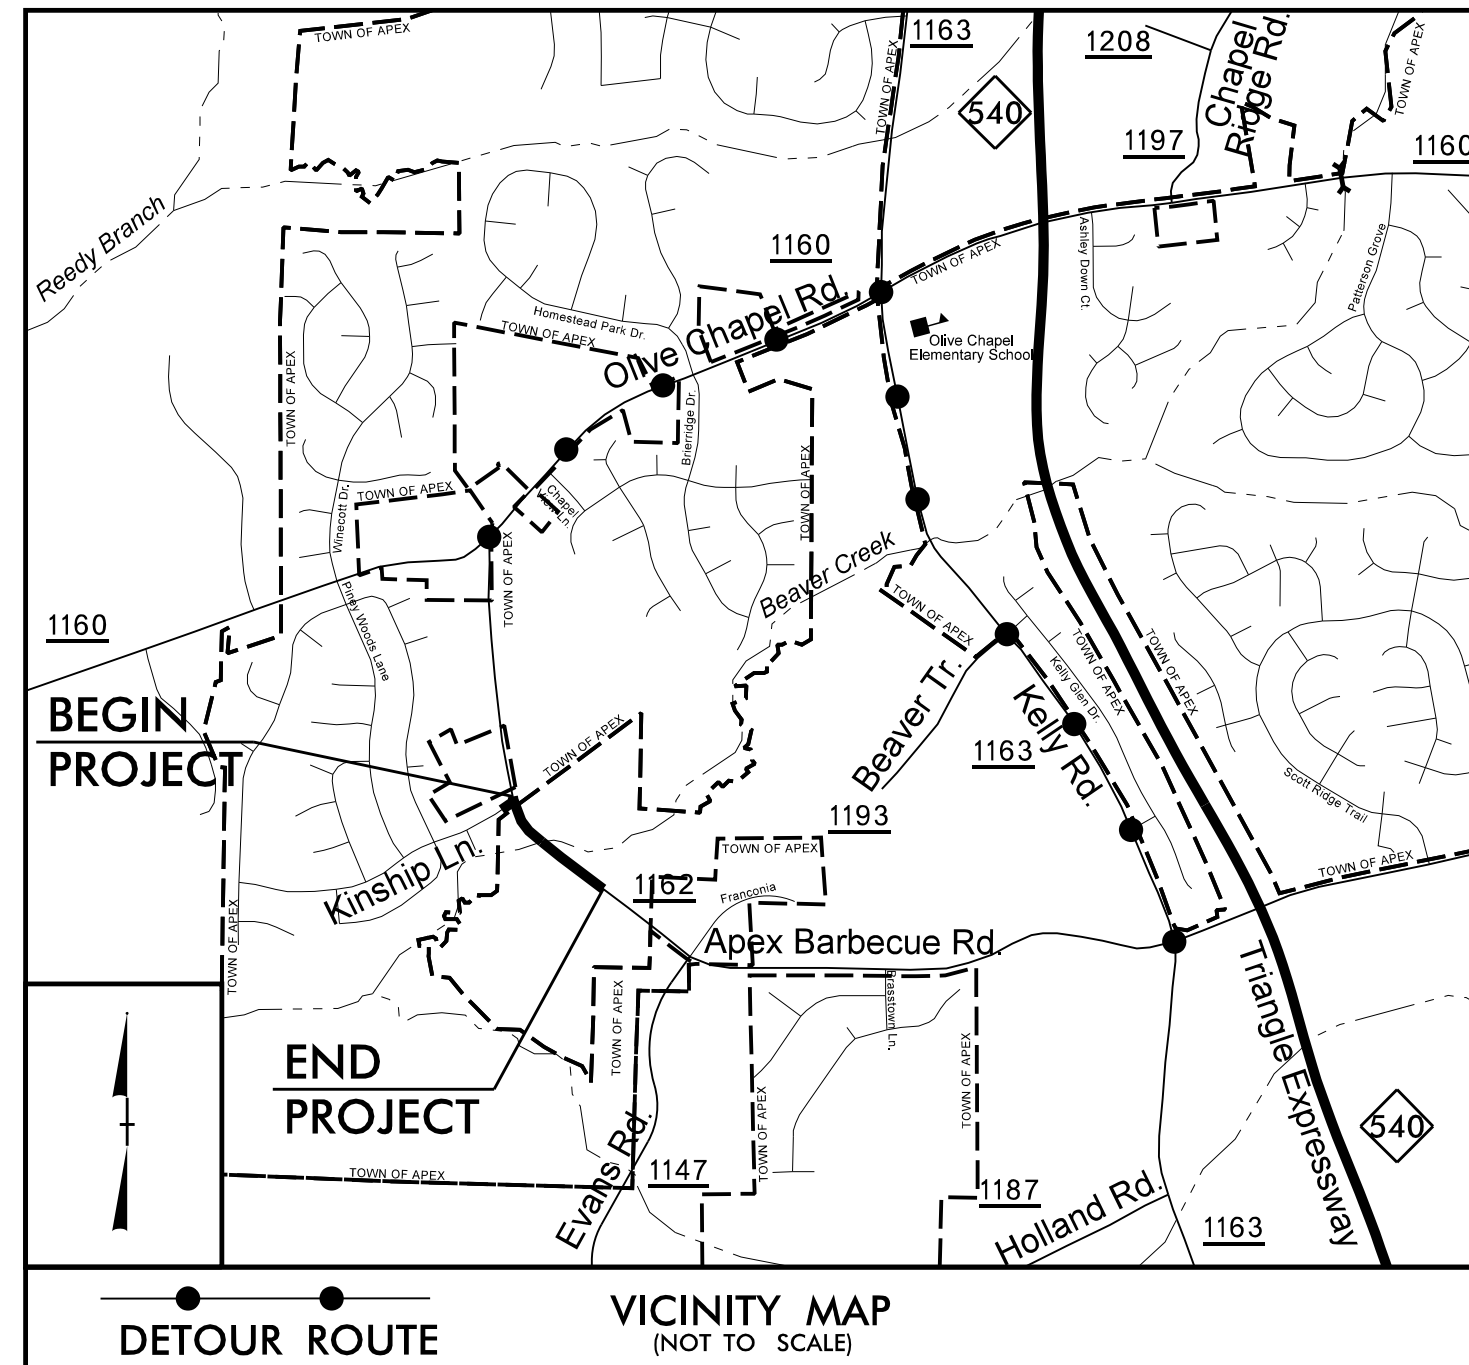 TOWN OF APEX
1163
1208
Chapel
Ridge Rd.
TOWN OF APEX
TOWN OF APEX
540
1197
1160
Reedy Branch
1160
TOWN OF APEX
Ashley Down Ct.
Patterson Grove
Homestead Park Dr.
TOWN OF APEX
Olive Chapel Rd.
Olive Chapel
Elementary School
TOWN OF APEX
Brierridge Dr.
TOWN OF APEX
TOWN OF APEX
Chapel
View Ln.
Winecott Dr.
TOWN OF APEX
Beaver Creek
Piney Woods Lane
TOWN OF APEX
1160
TOWN OF APEX
TOWN OF APEX
Kelly Glen Dr.
TOWN OF APEX
BEGIN
PROJECT
TOWN OF APEX
Beaver Tr.
Kelly Rd.
1163
Scott Ridge Trail
1193
TOWN OF APEX
TOWN OF APEX
Kinship Ln.
1162
Franconia
TOWN OF APEX
Apex Barbecue Rd.
Brasstown Ln.
Triangle Expressway
TOWN OF APEX
TOWN OF APEX
TOWN OF APEX
END
PROJECT
540
Evans Rd.
TOWN OF APEX
1147
1187
Holland Rd.
1163
DETOUR ROUTE
VICINITY MAP
(NOT TO SCALE)